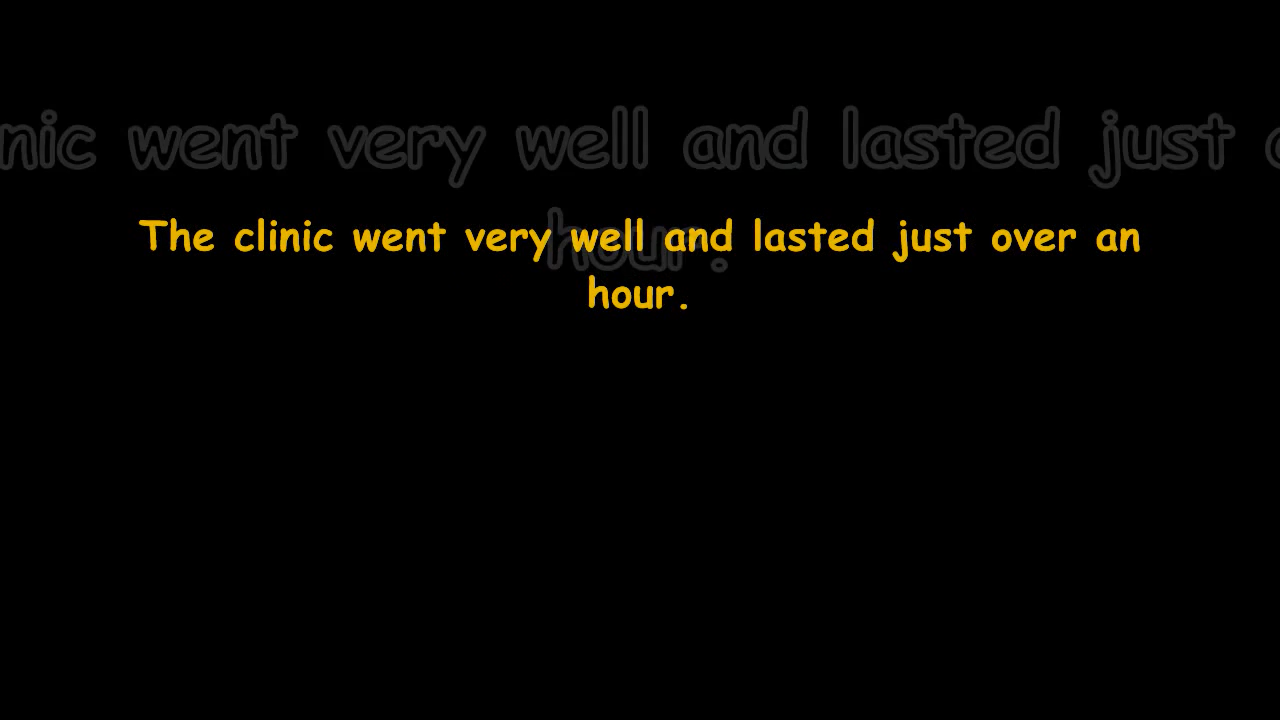 nic went very well and lasted just
hour.
The clinic went very well and lasted just over an
hour.